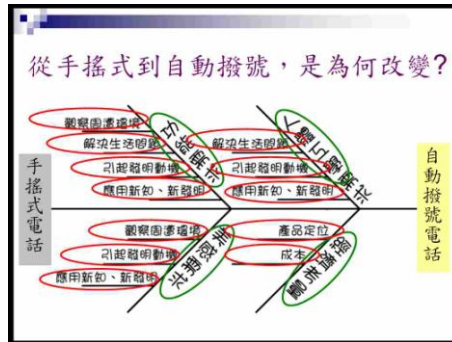 從手搖式到自動撥號，是為何改變?
手搖式電話
功能需求
觀察周遭環境
解決生活問題
引起發明動機
應用新知、新發明
人體工學需求
解決生活問題
引起發明動機
應用新知、新發明
美感需求
觀察周遭環境
引起發明動機
應用新知、新發明
經濟考量
產品定位
成本
自動撥號電話